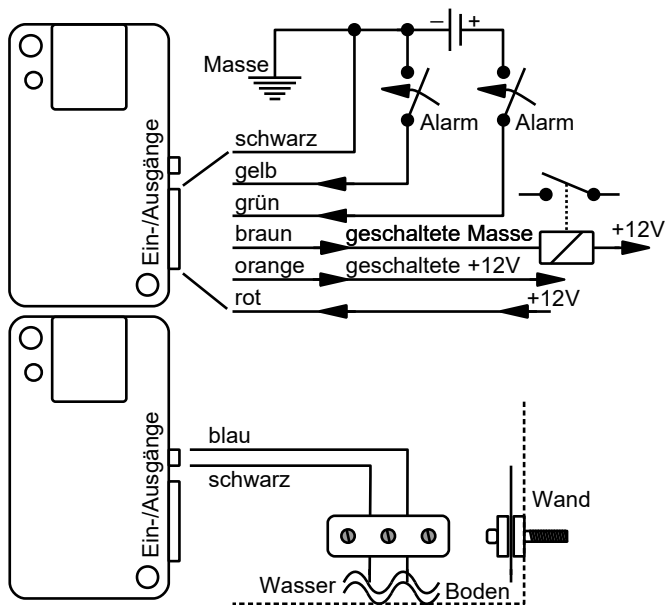 – +
Masse
Alarm Alarm
Ein-/Ausgänge
schwarz
gelb
grün
braun geschaltete Masse +12V
orange geschaltete +12V
rot +12V
Ein-/Ausgänge
blau
schwarz
Wand
Wasser Boden